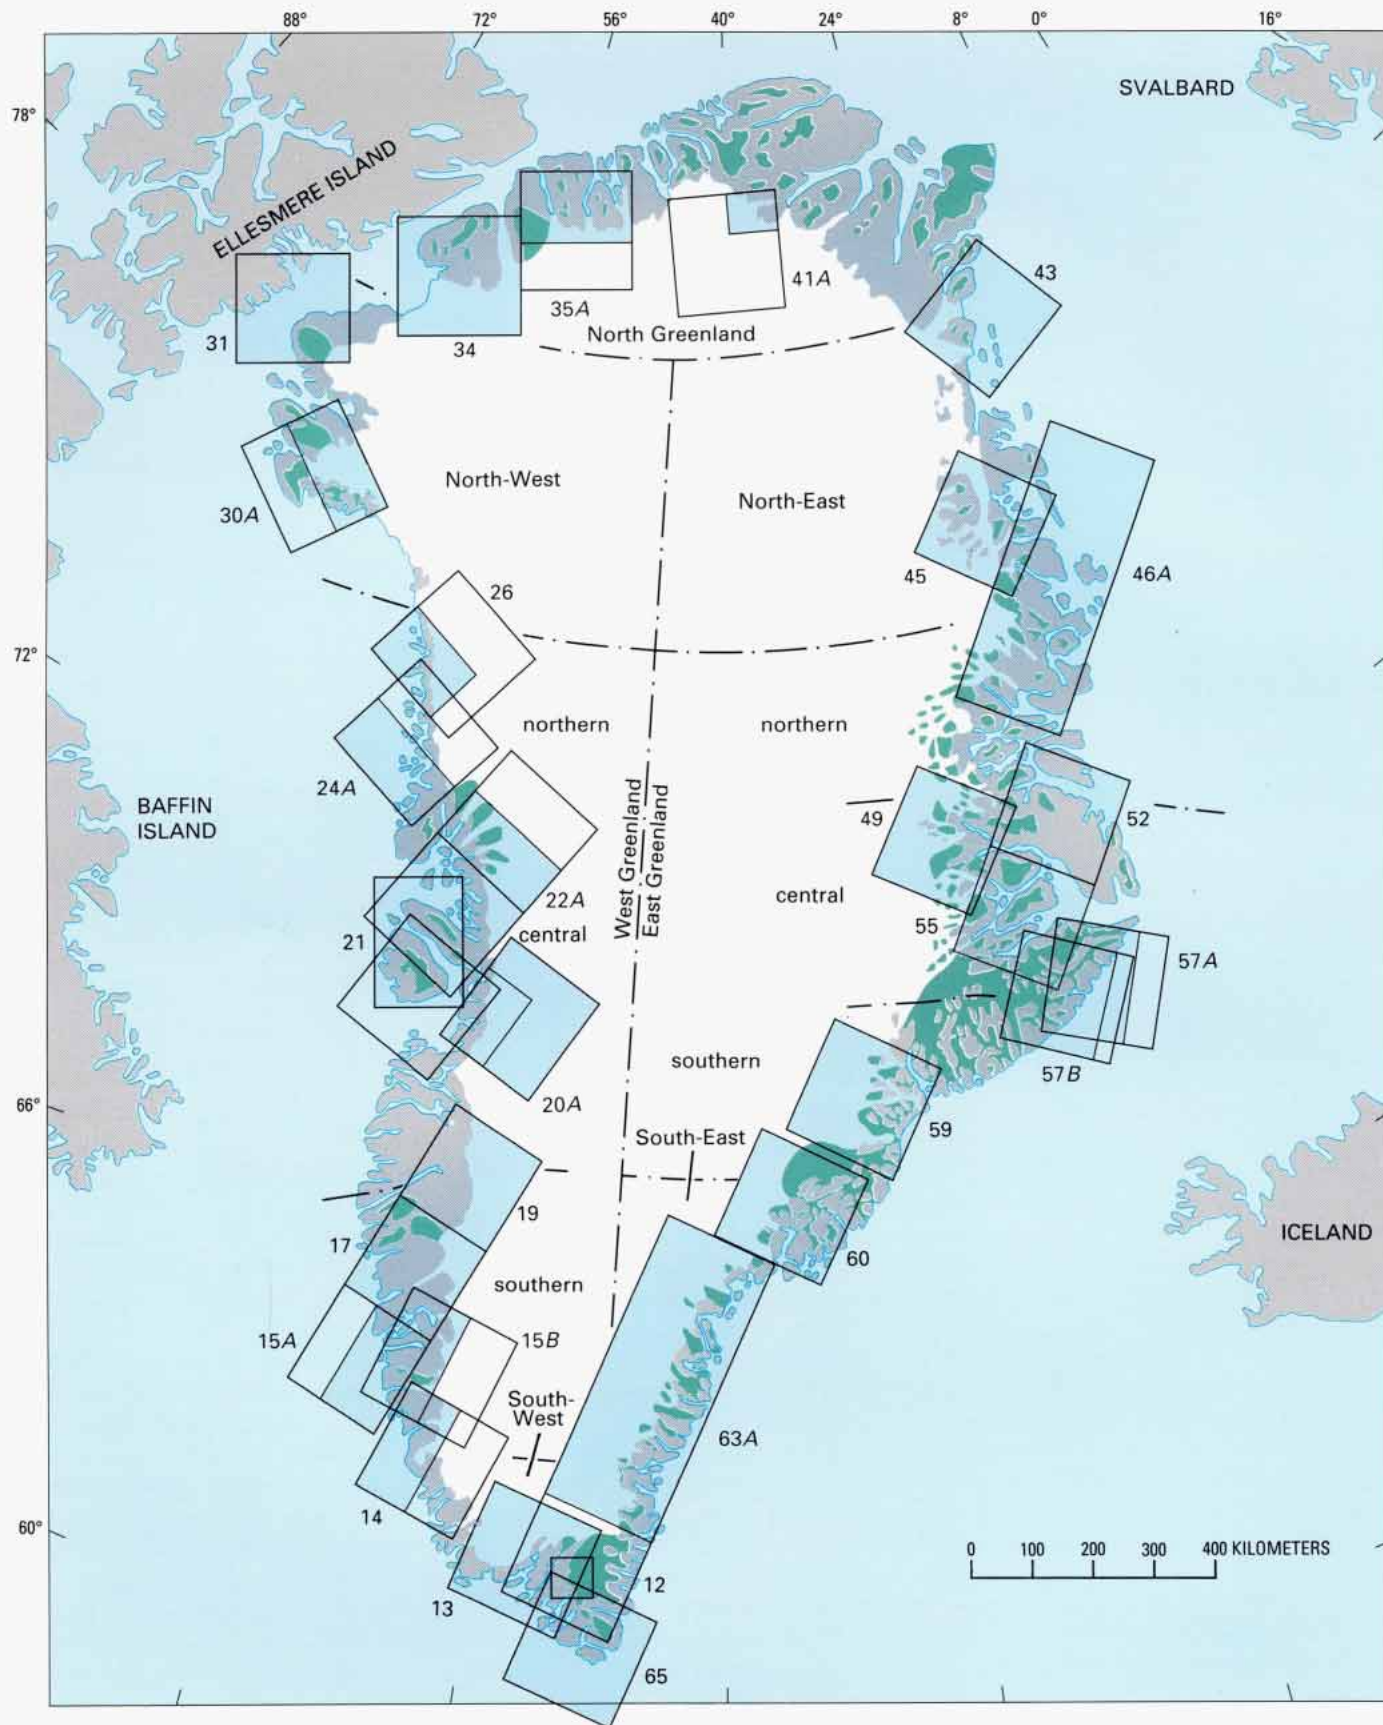 88° 72° 56° 40° 24° 8° 0° 16°
SVALBARD
78°
ELLESMERE ISLAND
43
41A
35A
North Greenland
31
34
North-West
North-East
30A
45
46A
26
72°
northern
northern
24A
BAFFIN
ISLAND
49
52
West Greenland
East Greenland
central
22A
55
21
central
57A
southern
57B
20A
66°
59
South-East
19
17
60
ICELAND
southern
15A
15B
South-
West
63A
14
60°
0 100 200 300 400 KILOMETERS
12
13
65